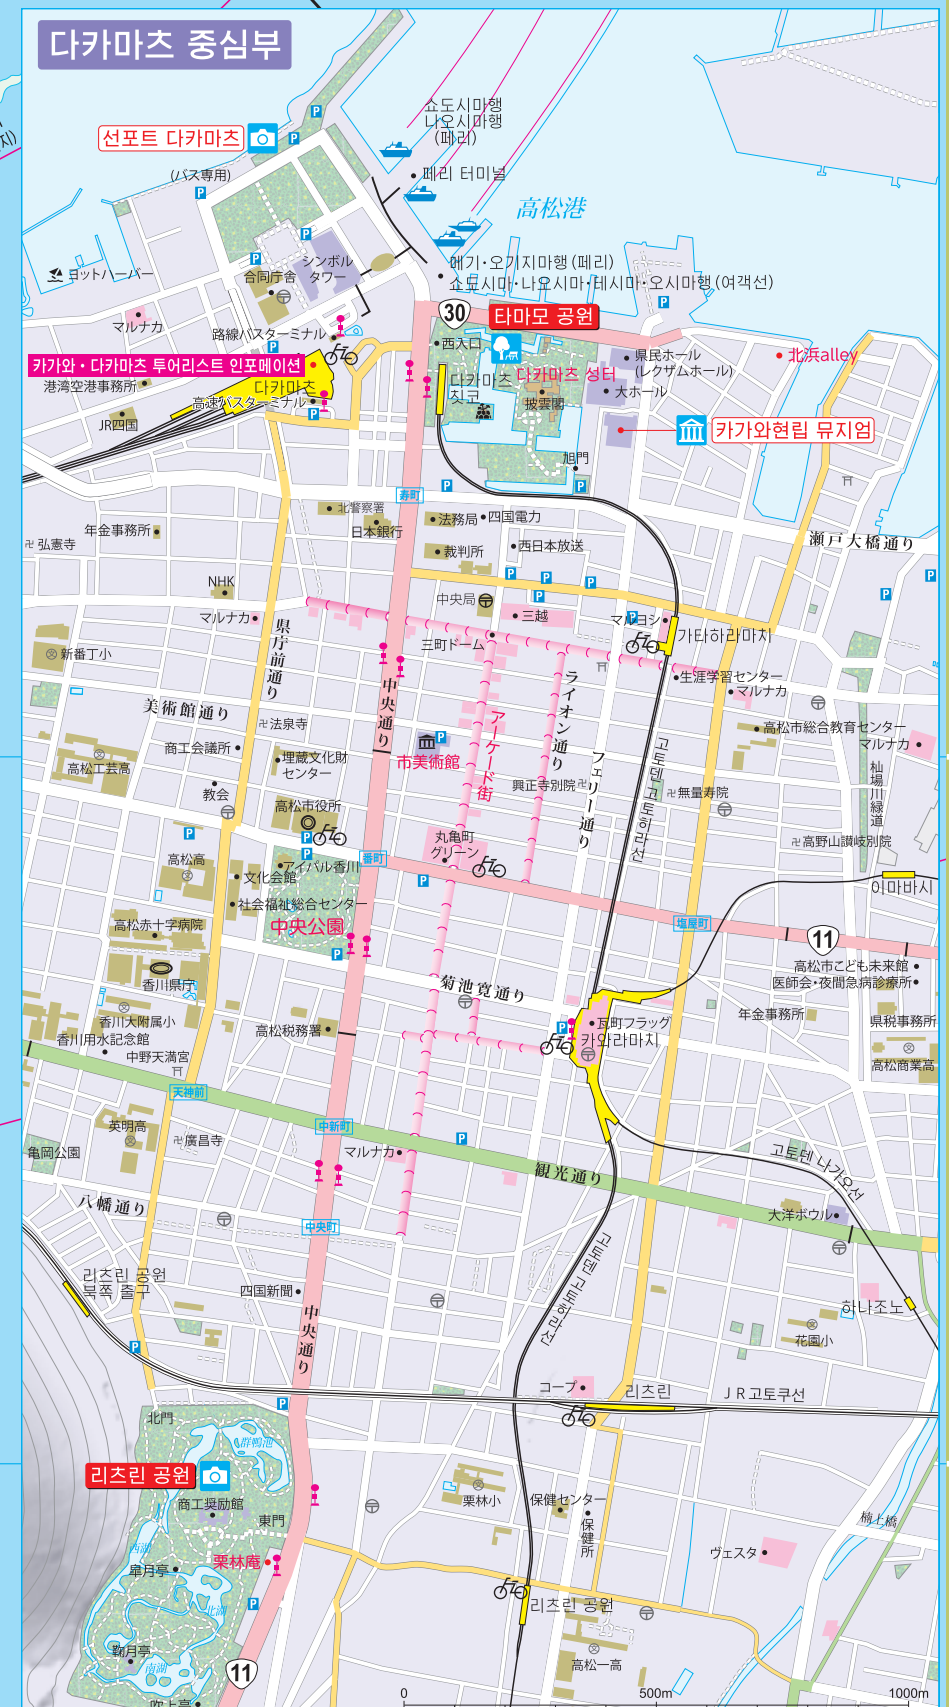 다카마츠 중심부
쇼도시마행
나오시마행
(페리)
선포트 다카마츠
페리 터미널
(バス専用)
高松港
シンボル
タワー
合同庁舎
ヨットハーバー
메기・오기지마행(페리)
쇼도시마・나오시마・테시마・오시마행(여객선)
マルナカ
30
타마모 공원
路線バスターミナル
西入口
県民ホール
(レクザムホール)
北浜alley
카가와・다카마츠 투어리스트 인포메이션
다카마츠 성터
港湾空港事務所
다카마츠
다카마츠
칫코
大ホール
高速バスターミナル
披雲閣
JR四国
카가와현립 뮤지엄
旭門
寿町
北警察署
日本銀行
法務局
四国電力
年金事務所
弘憲寺
裁判所
西日本放送
瀬戸大橋通り
NHK
中央局
マルナカ
三越
マルヨシ
三町ドーム
가타하라마치
新番丁小
県庁前通り
生涯学習センター
マルナカ
中央通り
ライオン通り
美術館通り
法泉寺
アーケード街
高松市総合教育センター
マルナカ
商工会議所
埋蔵文化財
センター
市美術館
フェリー通り
고토덴 고토히라선
高松工芸高
興正寺別院
無量寿院
杣場川緑道
教会
高松市役所
丸亀町
グリーン
高野山讃岐別院
高松高
アイパル香川
番町
文化会館
이마바시
社会福祉総合センター
中央公園
高松赤十字病院
塩屋町
11
高松市こども未来館
医師会・夜間急病診療所
香川県庁
菊池寛通り
香川大附属小
高松税務署
瓦町フラッグ
年金事務所
県税事務所
香川用水記念館
카와라마치
中野天満宮
高松商業高
天神前
英明高
中新町
廣昌寺
マルナカ
亀岡公園
観光通り
고토덴 나가오선
八幡通り
大洋ボウル
中央町
고토덴 고토히라선
리츠린 공원
북쪽 출구
四国新聞
하나조노
中央通り
花園小
コープ
리츠린
JR고토쿠선
北門
群鴨池
리츠린 공원
商工奨励館
東門
栗林小
保健センター
保健所
楠上橋
西湖
栗林庵
皐月亭
ヴェスタ
北湖
리츠린 공원
掬月亭
南湖
11
高松一高
吹上亭
0
500m
1000m